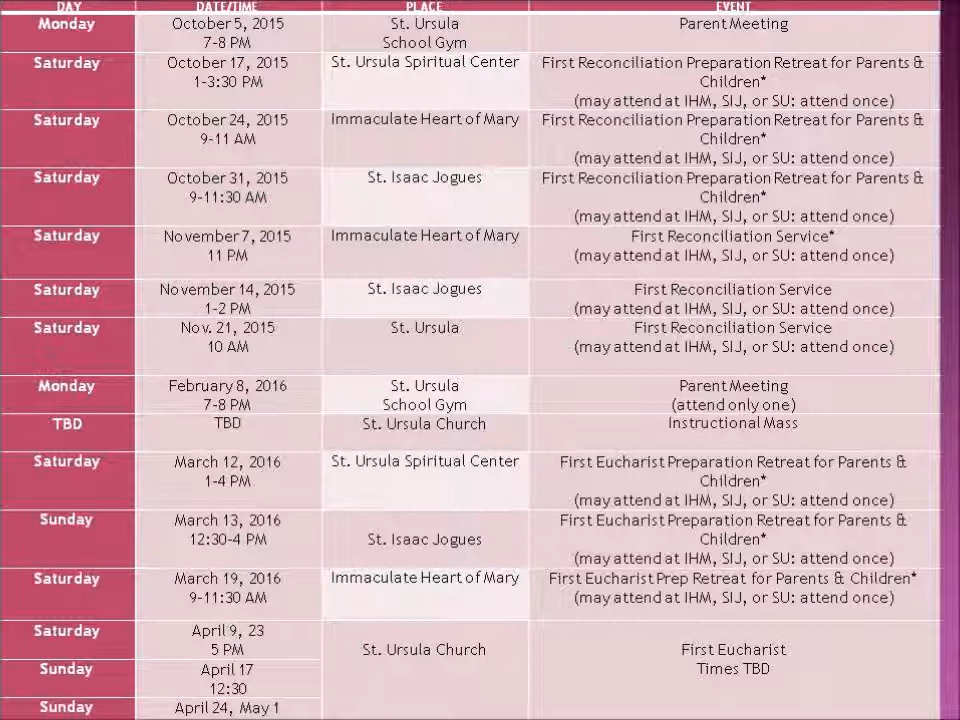 DAY DATE/TIME PLACE EVENT
Monday October 5, 2015 St. Ursula Parent Meeting
7-8 PM School Gym
Saturday October 17, 2015 St. Ursula Spiritual Center First Reconciliation Preparation Retreat for Parents &
1-3:30 PM Children*
(may attend at IHM, SIJ, or SU: attend once)
Saturday October 24, 2015 Immaculate Heart of Mary First Reconciliation Preparation Retreat for Parents &
9-11 AM Children*
(may attend at IHM, SIJ, or SU: attend once)
Saturday October 31, 2015 St. Isaac Jogues First Reconciliation Preparation Retreat for Parents &
9-11:30 AM Children*
(may attend at IHM, SIJ, or SU: attend once)
Saturday November 7, 2015 Immaculate Heart of Mary First Reconciliation Service*
11 PM (may attend at IHM, SIJ, or SU: attend once)
Saturday November 14, 2015 St. Isaac Jogues First Reconciliation Service
1-2 PM (may attend at IHM, SIJ, or SU: attend once)
Saturday Nov. 21, 2015 St. Ursula First Reconciliation Service
10 AM (may attend at IHM, SIJ, or SU: attend once)
Monday February 8, 2016 St. Ursula Parent Meeting
7-8 PM School Gym (attend only one)
TBD TBD St. Ursula Church Instructional Mass
Saturday March 12, 2016 St. Ursula Spiritual Center First Eucharist Preparation Retreat for Parents &
1-4 PM Children*
(may attend at IHM, SIJ, or SU: attend once)
Sunday March 13, 2016 First Eucharist Preparation Retreat for Parents &
12:30-4 PM St. Isaac Jogues Children*
(may attend at IHM, SIJ, or SU: attend once)
Saturday March 19, 2016 Immaculate Heart of Mary First Eucharist Prep Retreat for Parents & Children*
9-11:30 AM (may attend at IHM, SIJ, or SU: attend once)
Saturday April 9, 23
5 PM St. Ursula Church First Eucharist
Sunday April 17 Times TBD
12:30
Sunday April 24, May 1